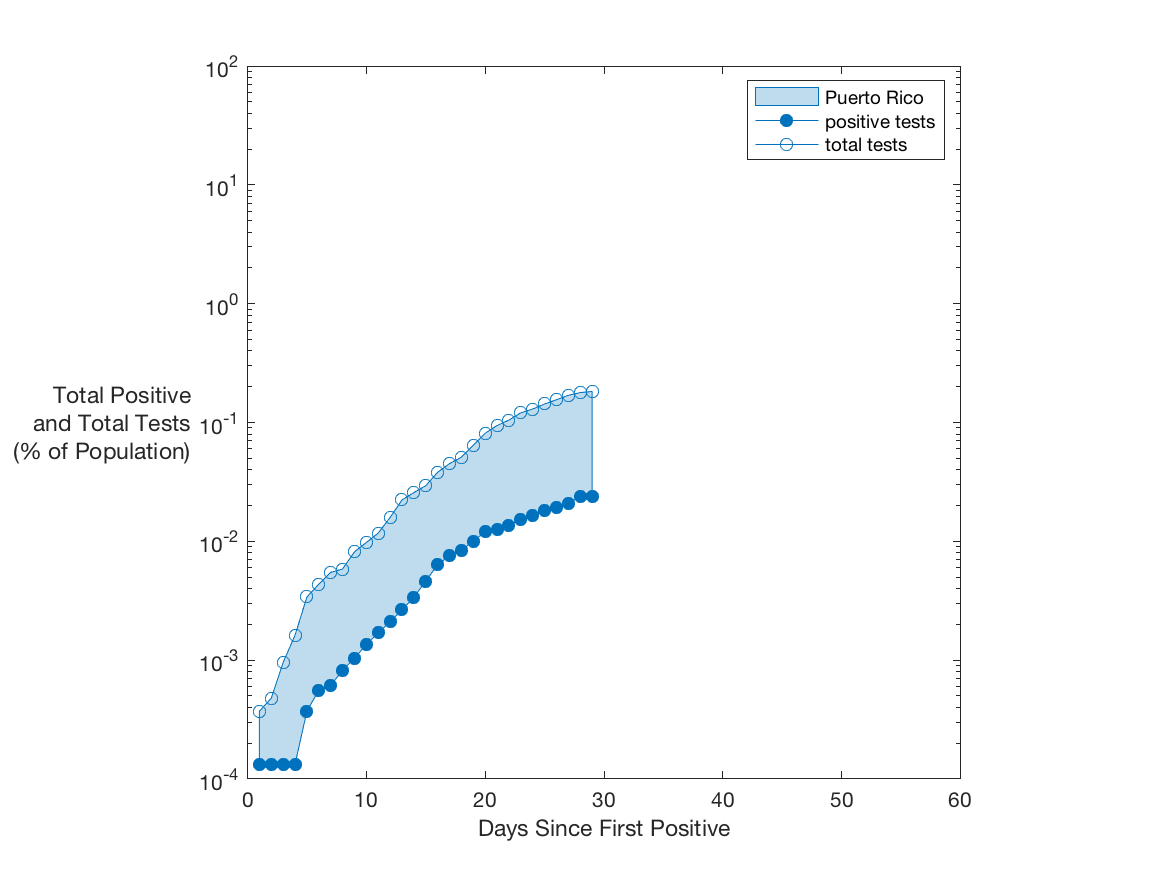 10^2
10^1
10^0
10^-1
10^-2
10^-3
10^-4
Total Positive
and Total Tests
(% of Population)
Puerto Rico
positive tests
total tests
0 10 20 30 40 50 60
Days Since First Positive